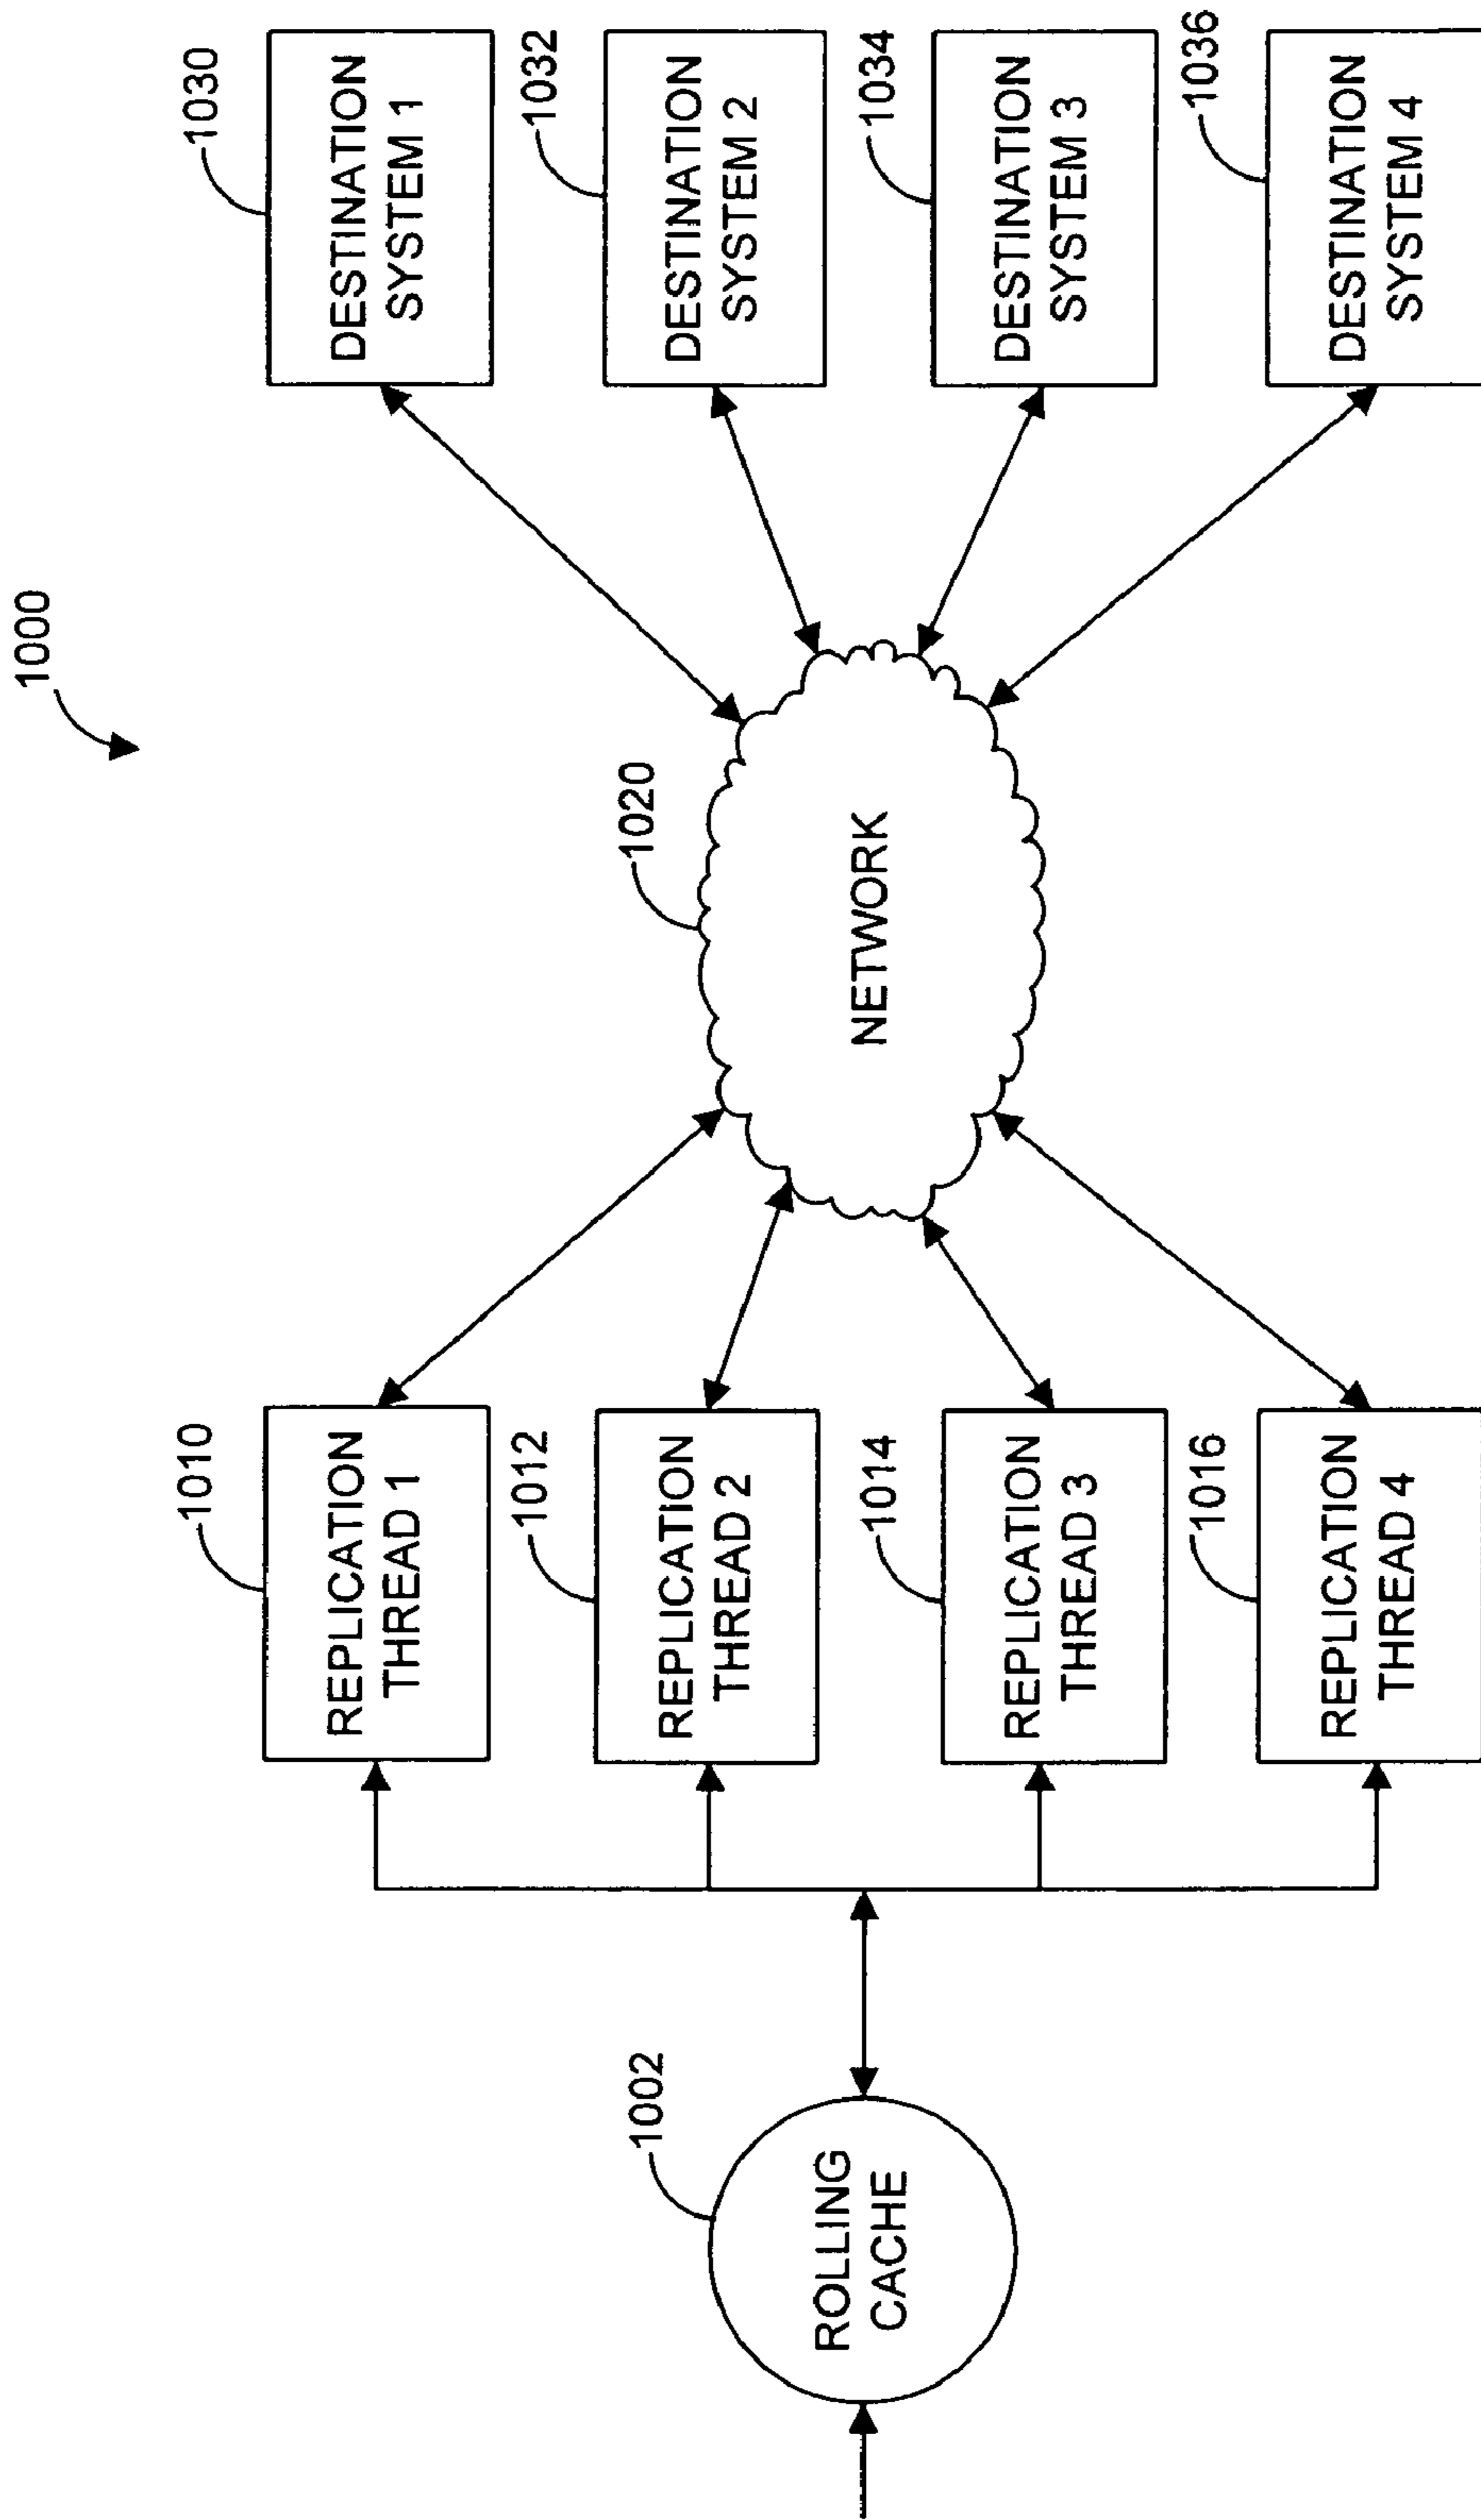 1000
1010
REPLICATION
THREAD 1
1012
REPLICATION
THREAD 2
1014
REPLICATION
THREAD 3
1016
REPLICATION
THREAD 4
1002
ROLLING
CACHE
1020
NETWORK
1030
DESTINATION
SYSTEM 1
1032
DESTINATION
SYSTEM 2
1034
DESTINATION
SYSTEM 3
1036
DESTINATION
SYSTEM 4